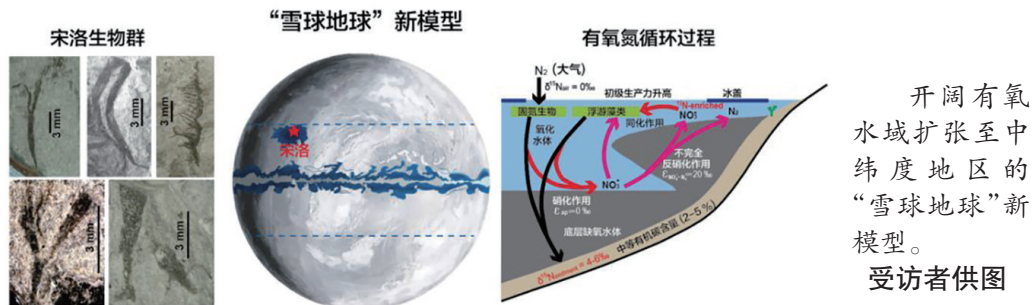 “雪球地球”新模型
宋洛生物群
3 mm
3 mm
3 mm
3 mm
3 mm
宋洛
有氧氮循环过程
N₂ (大气)
δ¹⁵Nair = 0‰
初级生产力升高
冰盖
固氮生物
浮游藻类
¹⁵N-enriched
NO₃⁻
N₂
氧化
水体
同化作用
不完全
反硝化作用
NO₃⁻
硝化作用
底层缺氧水体
中等有机碳含量 (2–5 %)
开阔有氧
水域扩张至中
纬度地区的
“雪球地球”新
模型。
受访者供图